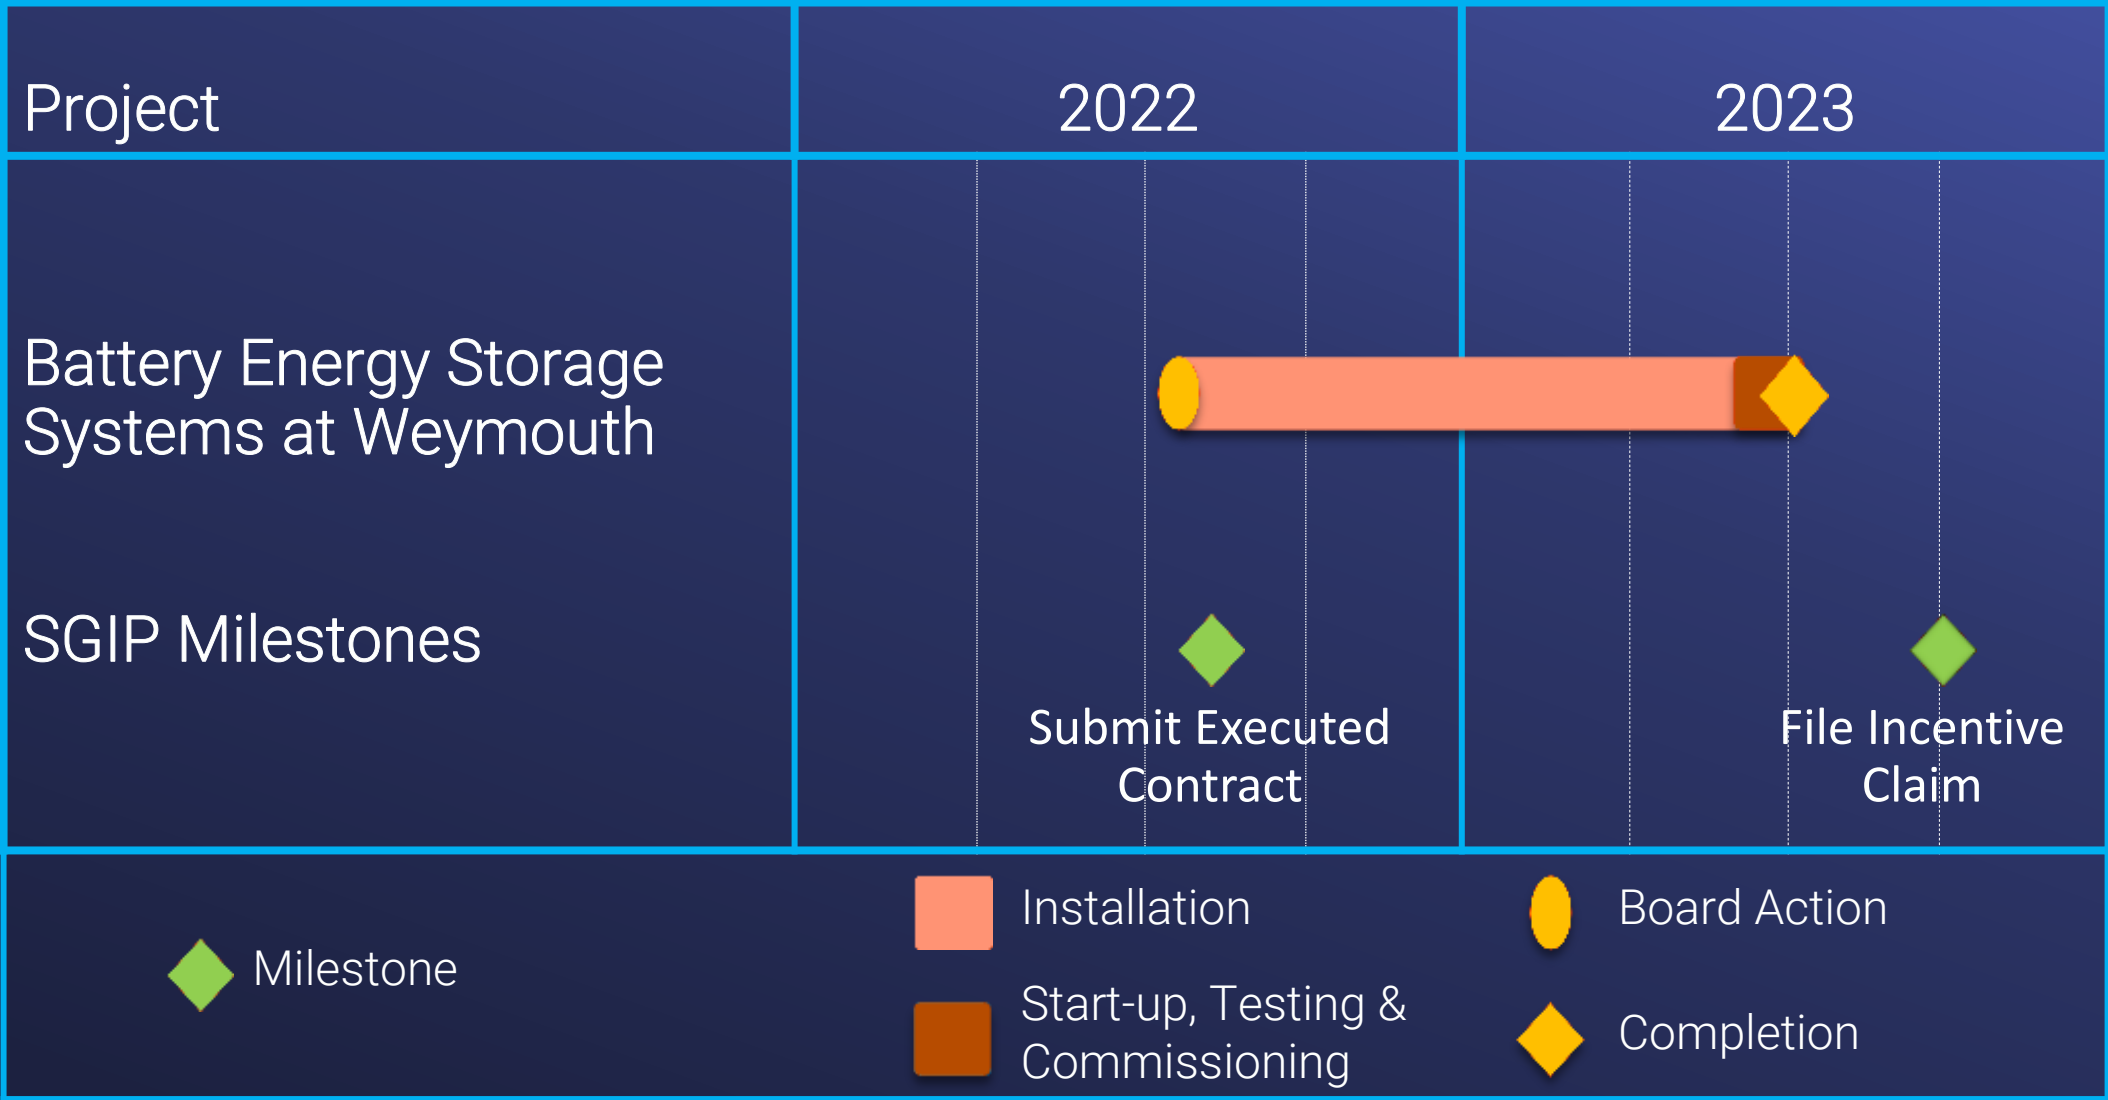 Project
2022
2023
Battery Energy Storage
Systems at Weymouth
SGIP Milestones
Submit Executed
Contract
File Incentive
Claim
Milestone
Installation
Start-up, Testing &
Commissioning
Board Action
Completion